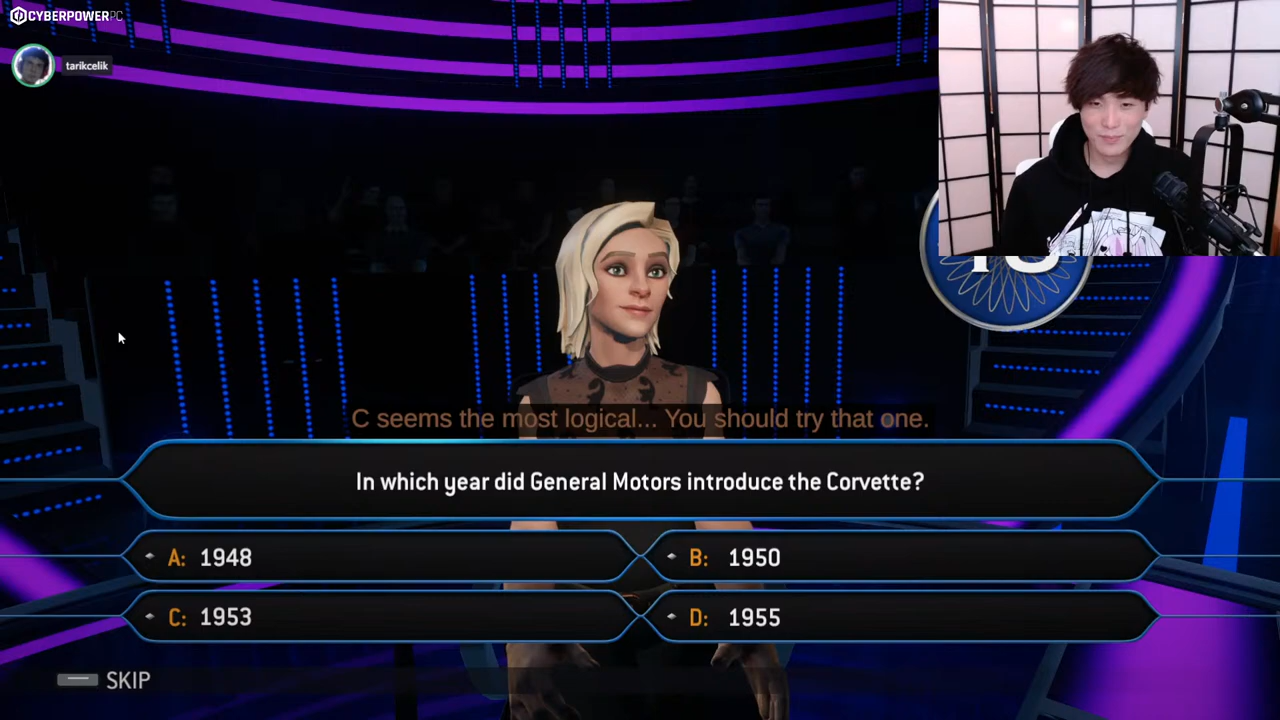 CYBERPOWERPC
tarikcelik
C seems the most logical... You should try that one.
In which year did General Motors introduce the Corvette?
A: 1948
B: 1950
C: 1953
D: 1955
SKIP